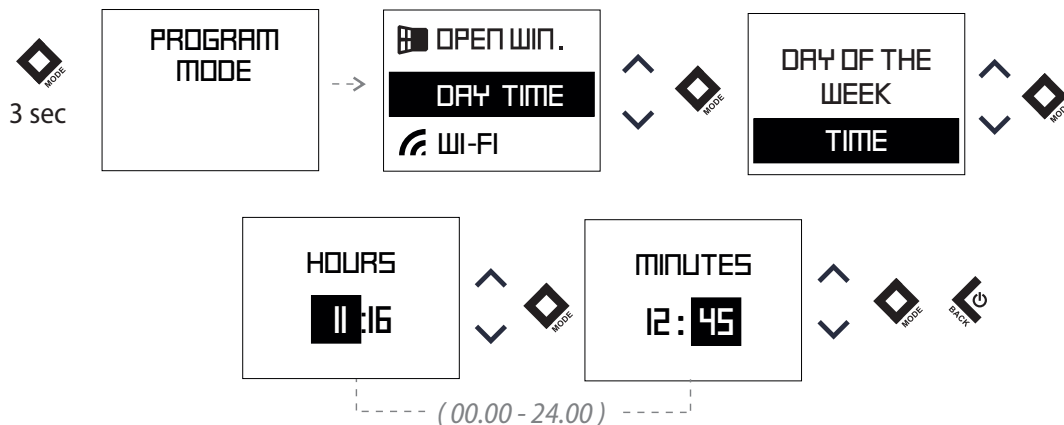 MODE
3 sec
PROGRAM
MODE
OPEN WIN.
DAY TIME
WI-FI
MODE
DAY OF THE
WEEK
TIME
MODE
HOURS
11:16
MODE
MINUTES
12:45
MODE
BACK
( 00.00 - 24.00 )